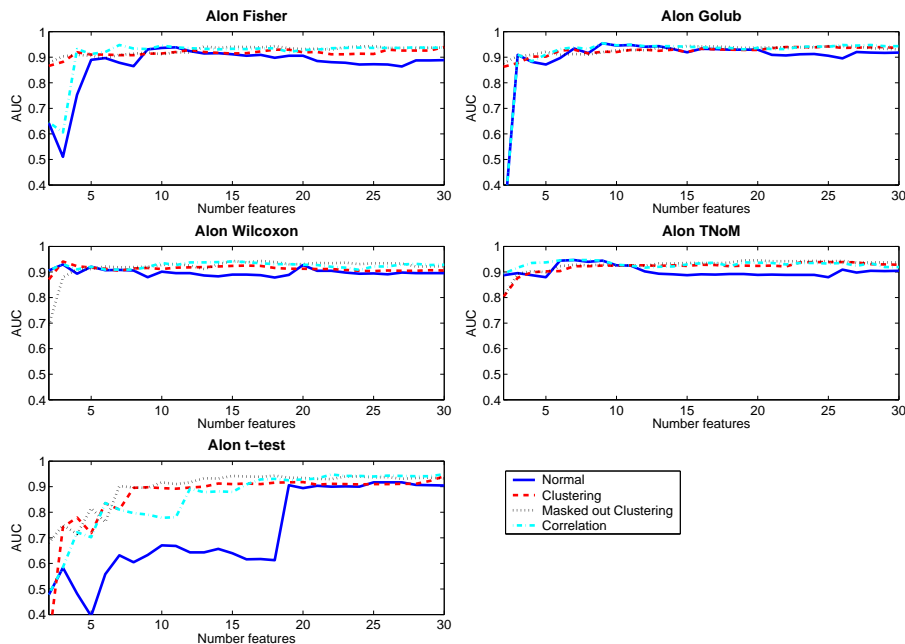 Alon Fisher
1
0.9
0.8
0.7
0.6
0.5
0.4
AUC
5 10 15 20 25 30
Number features
Alon Golub
1
0.9
0.8
0.7
0.6
0.5
0.4
AUC
5 10 15 20 25 30
Number features
Alon Wilcoxon
1
0.9
0.8
0.7
0.6
0.5
0.4
AUC
5 10 15 20 25 30
Number features
Alon TNoM
1
0.9
0.8
0.7
0.6
0.5
0.4
AUC
5 10 15 20 25 30
Number features
Alon t−test
1
0.9
0.8
0.7
0.6
0.5
0.4
AUC
5 10 15 20 25 30
Number features
Normal
Clustering
Masked out Clustering
Correlation